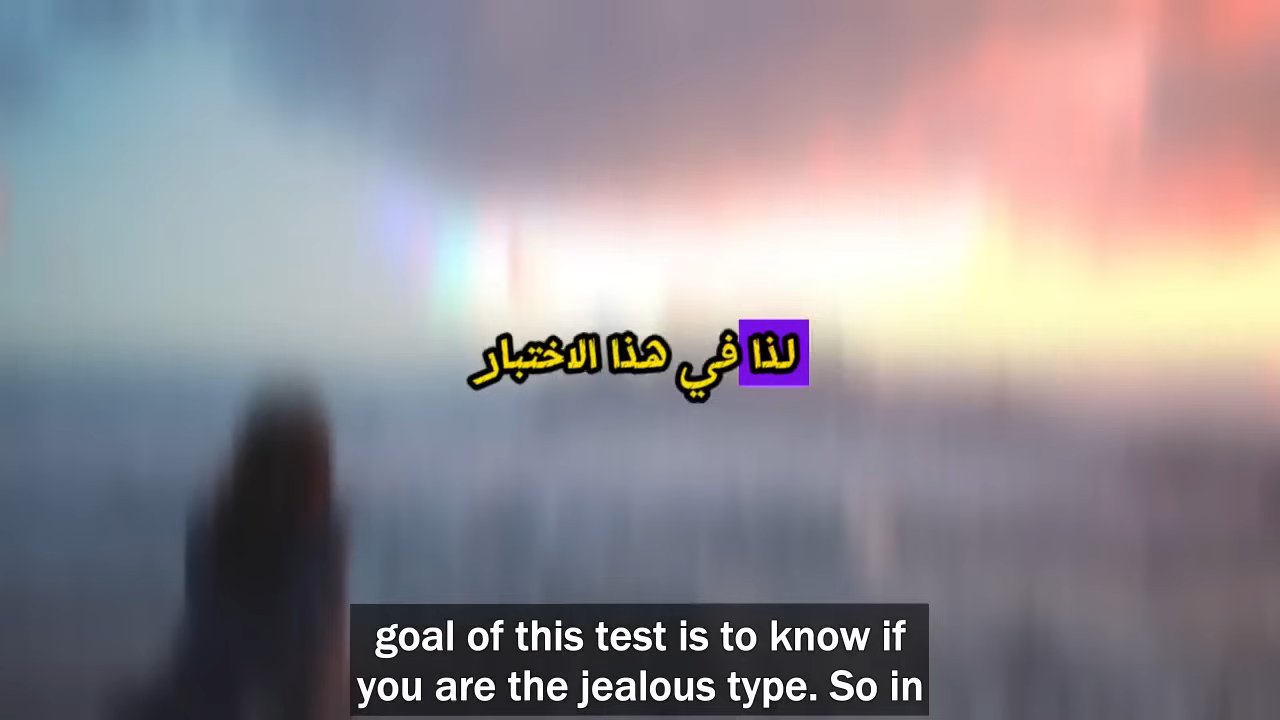 لذا في هذا الاختبار
goal of this test is to know if
you are the jealous type. So in